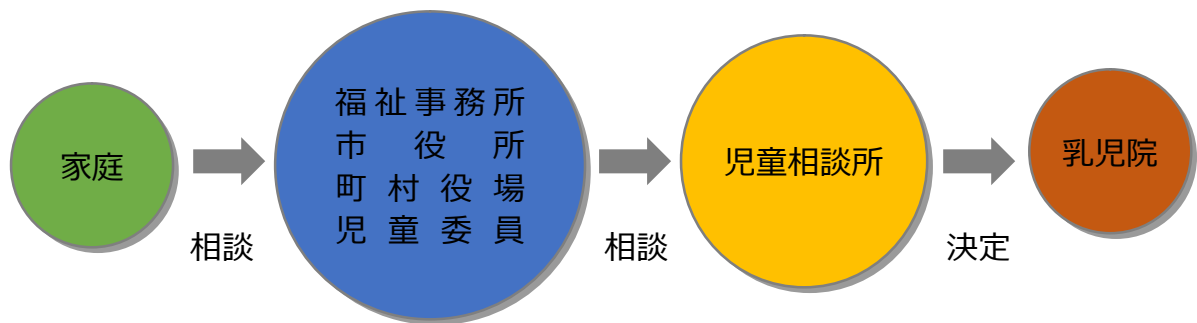 家庭
相談
福祉事務所
市役所
町村役場
児童委員
相談
児童相談所
決定
乳児院